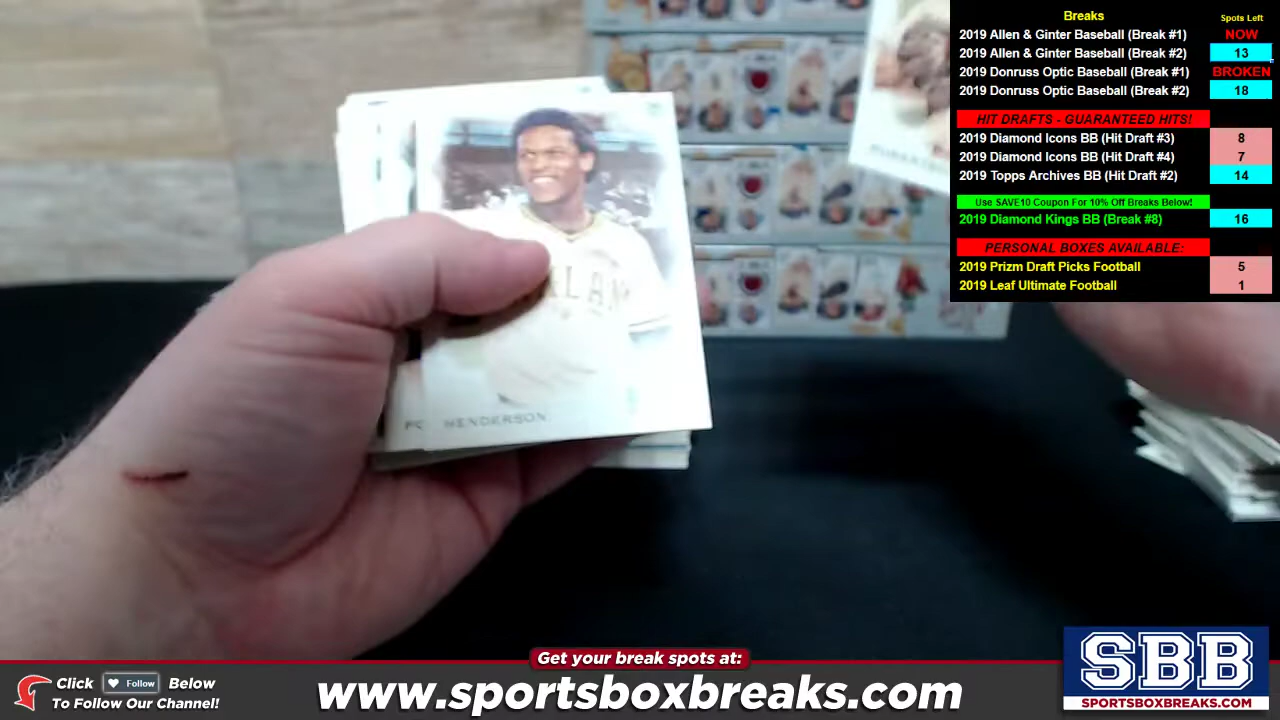 Breaks
Spots Left
2019 Allen & Ginter Baseball (Break #1) NOW
2019 Allen & Ginter Baseball (Break #2) 13
2019 Donruss Optic Baseball (Break #1) BROKEN
2019 Donruss Optic Baseball (Break #2) 18
HIT DRAFTS - GUARANTEED HITS!
2019 Diamond Icons BB (Hit Draft #3) 8
2019 Diamond Icons BB (Hit Draft #4) 7
2019 Topps Archives BB (Hit Draft #2) 14
Use SAVE10 Coupon For 10% Off Breaks Below!
2019 Diamond Kings BB (Break #8) 16
PERSONAL BOXES AVAILABLE:
2019 Prizm Draft Picks Football 5
2019 Leaf Ultimate Football 1
HENDERSON
Get your break spots at:
Click Follow Below
To Follow Our Channel!
www.sportsboxbreaks.com
SBB
SPORTSBOXBREAKS.COM